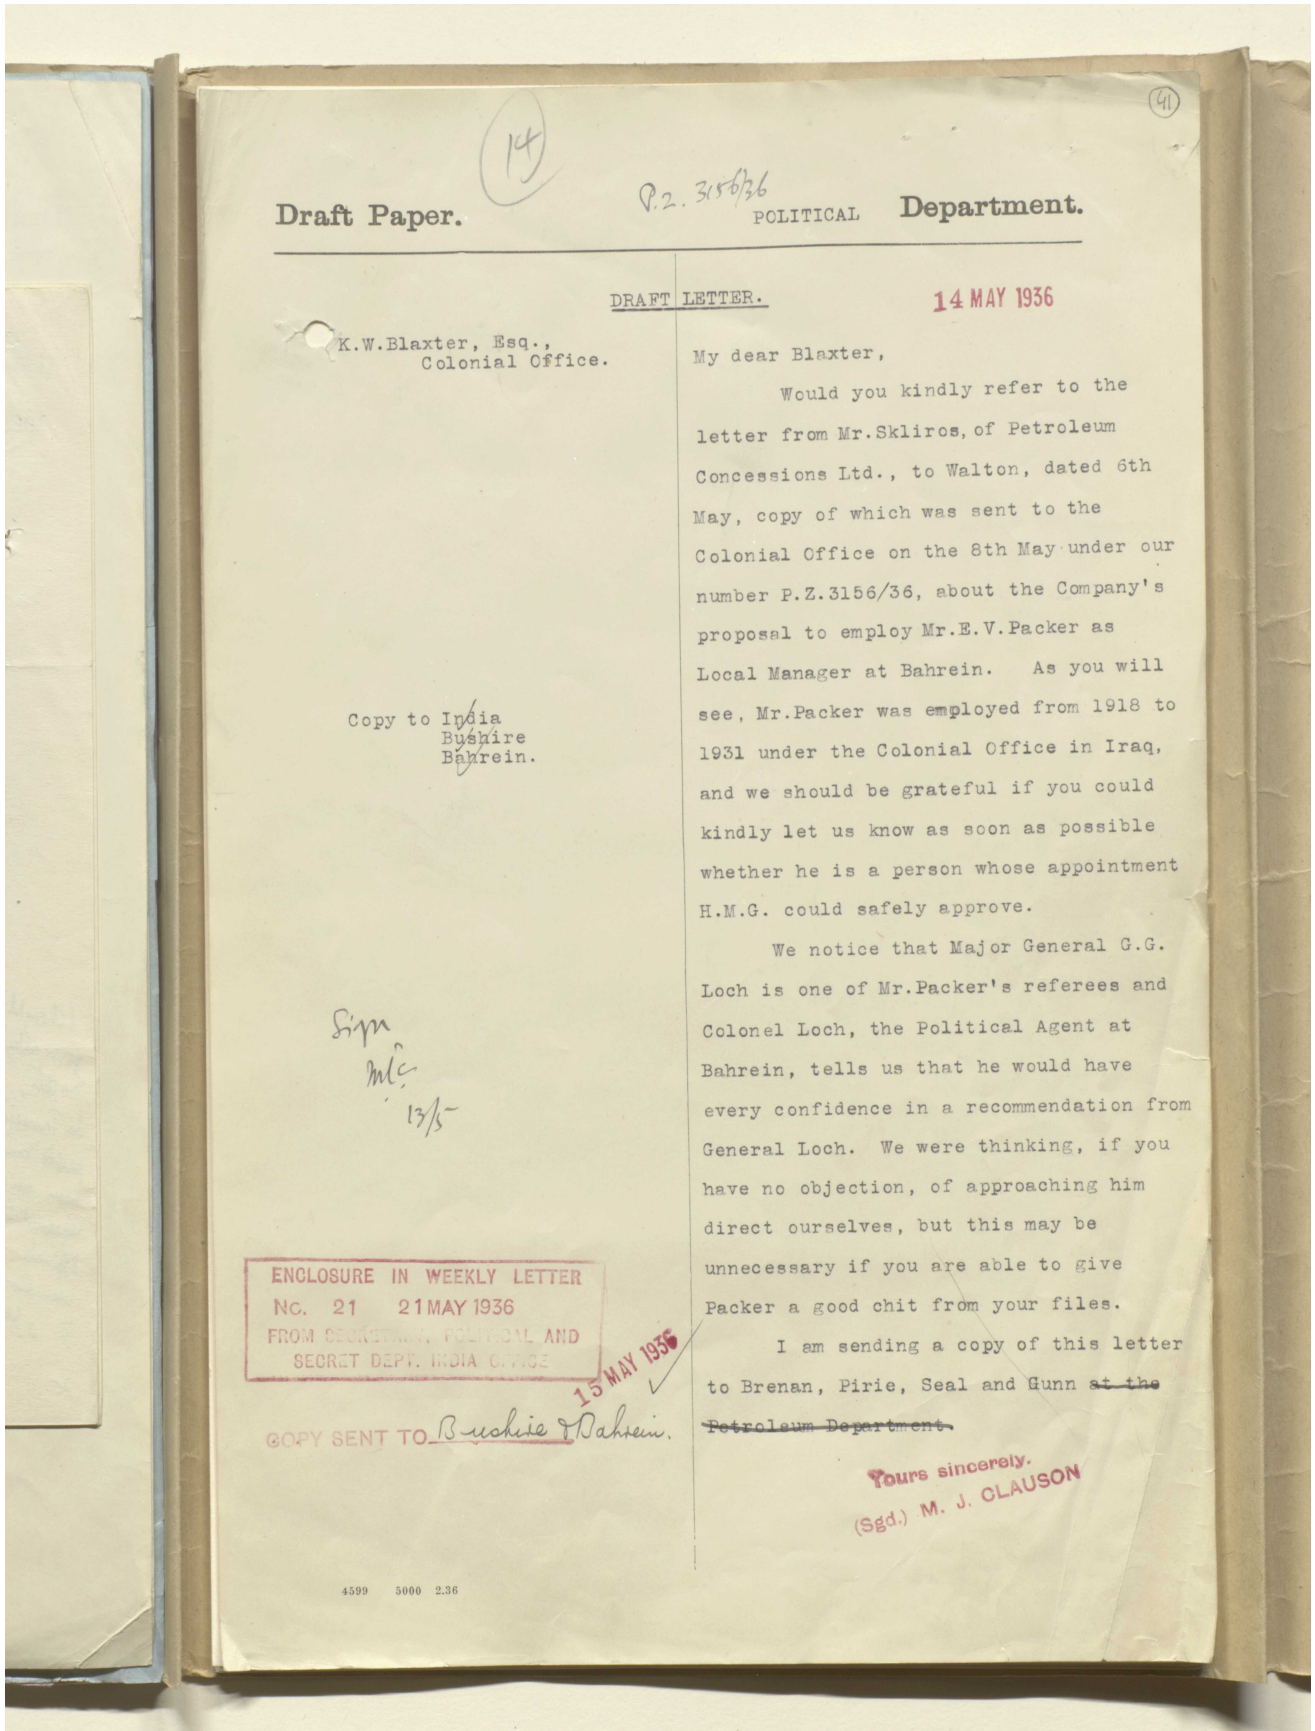 41
14
P.Z. 3156/36
Draft Paper. POLITICAL Department.
DRAFT LETTER.
14 MAY 1936
K.W.Blaxter, Esq.,
Colonial Office.
My dear Blaxter,
Would you kindly refer to the
letter from Mr.Skliros, of Petroleum
Concessions Ltd., to Walton, dated 6th
May, copy of which was sent to the
Colonial Office on the 8th May under our
number P.Z.3156/36, about the Company's
proposal to employ Mr.E.V.Packer as
Local Manager at Bahrein. As you will
see, Mr.Packer was employed from 1918 to
1931 under the Colonial Office in Iraq,
and we should be grateful if you could
kindly let us know as soon as possible
whether he is a person whose appointment
H.M.G. could safely approve.
We notice that Major General G.G.
Loch is one of Mr.Packer's referees and
Colonel Loch, the Political Agent at
Bahrein, tells us that he would have
every confidence in a recommendation from
General Loch. We were thinking, if you
have no objection, of approaching him
direct ourselves, but this may be
unnecessary if you are able to give
Packer a good chit from your files.
I am sending a copy of this letter
to Brenan, Pirie, Seal and Gunn at the
Petroleum Department.
Yours sincerely.
(Sgd.) M. J. CLAUSON
Copy to India
Bushire
Bahrein.
Sign
13/5
ENCLOSURE IN WEEKLY LETTER
No. 21 21 MAY 1936
FROM SECRETARY, POLITICAL AND
SECRET DEPT. INDIA OFFICE
15 MAY 1936
COPY SENT TO Bushire & Bahrein.
4599 5000 2.36